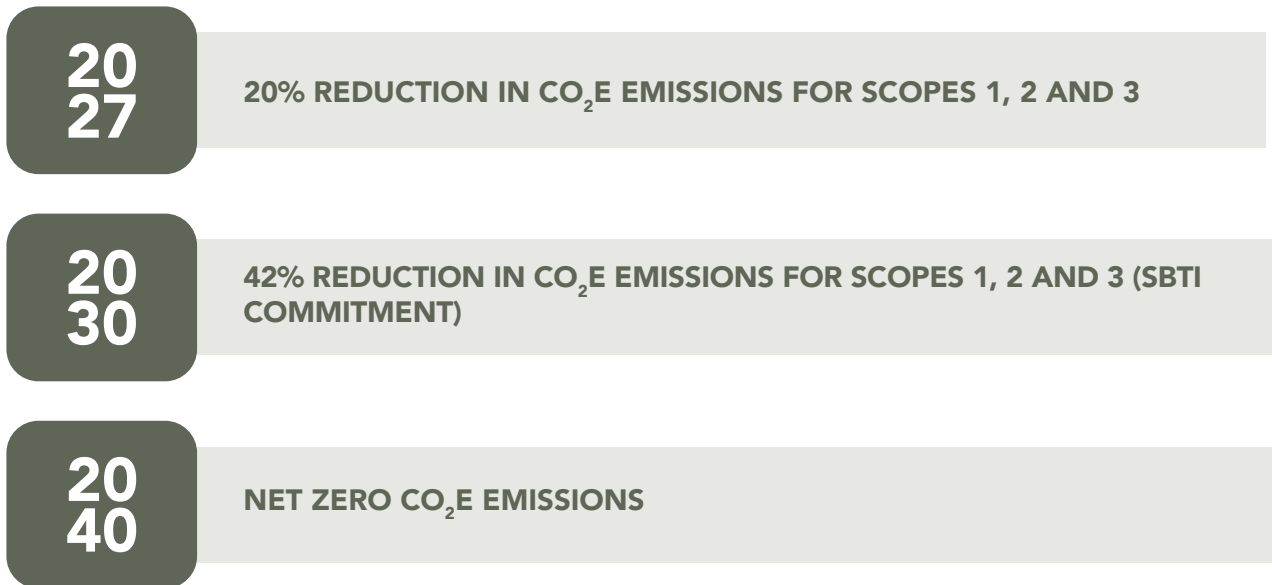 20
27
20% REDUCTION IN CO₂E EMISSIONS FOR SCOPES 1, 2 AND 3
20
30
42% REDUCTION IN CO₂E EMISSIONS FOR SCOPES 1, 2 AND 3 (SBTI
COMMITMENT)
20
40
NET ZERO CO₂E EMISSIONS